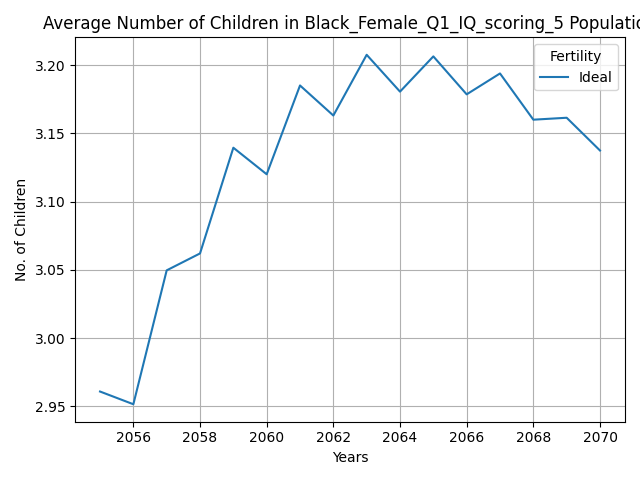 Average Number of Children in Black_Female_Q1_IQ_scoring_5 Populatio
Fertility
Ideal
3.20
3.15
3.10
3.05
3.00
2.95
No. of Children
2056 2058 2060 2062 2064 2066 2068 2070
Years